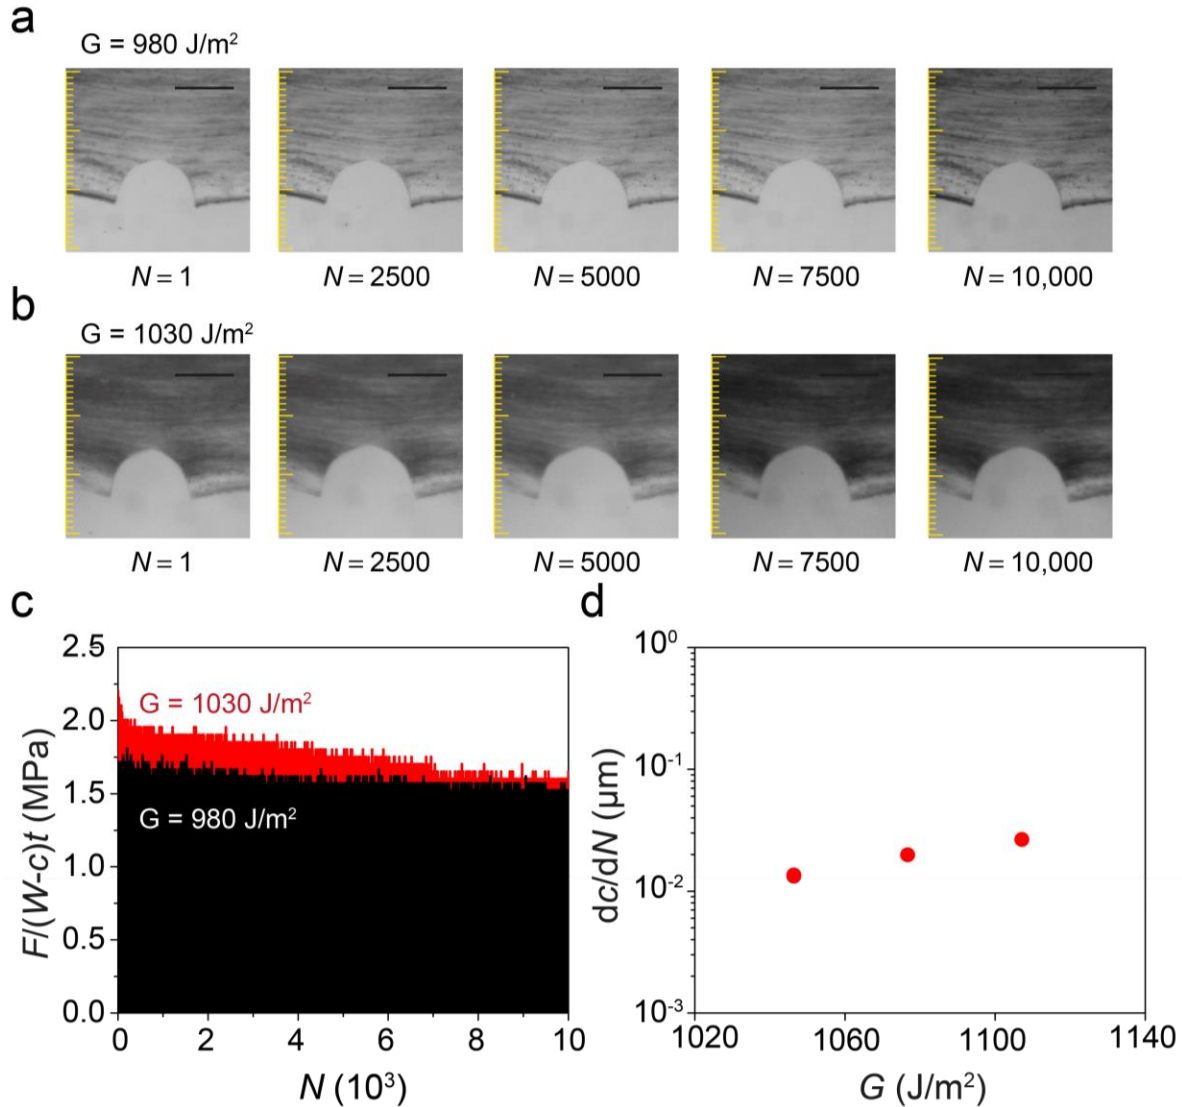 a
G = 980 J/m²
N = 1
N = 2500
N = 5000
N = 7500
N = 10,000
b
G = 1030 J/m²
N = 1
N = 2500
N = 5000
N = 7500
N = 10,000
c
F/(W-c)t (MPa)
2.5
2.0
1.5
1.0
0.5
0.0
G = 1030 J/m²
G = 980 J/m²
0 2 4 6 8 10
N (10³)
d
dc/dN (μm)
10⁰
10⁻¹
10⁻²
10⁻³
1020 1060 1100 1140
G (J/m²)